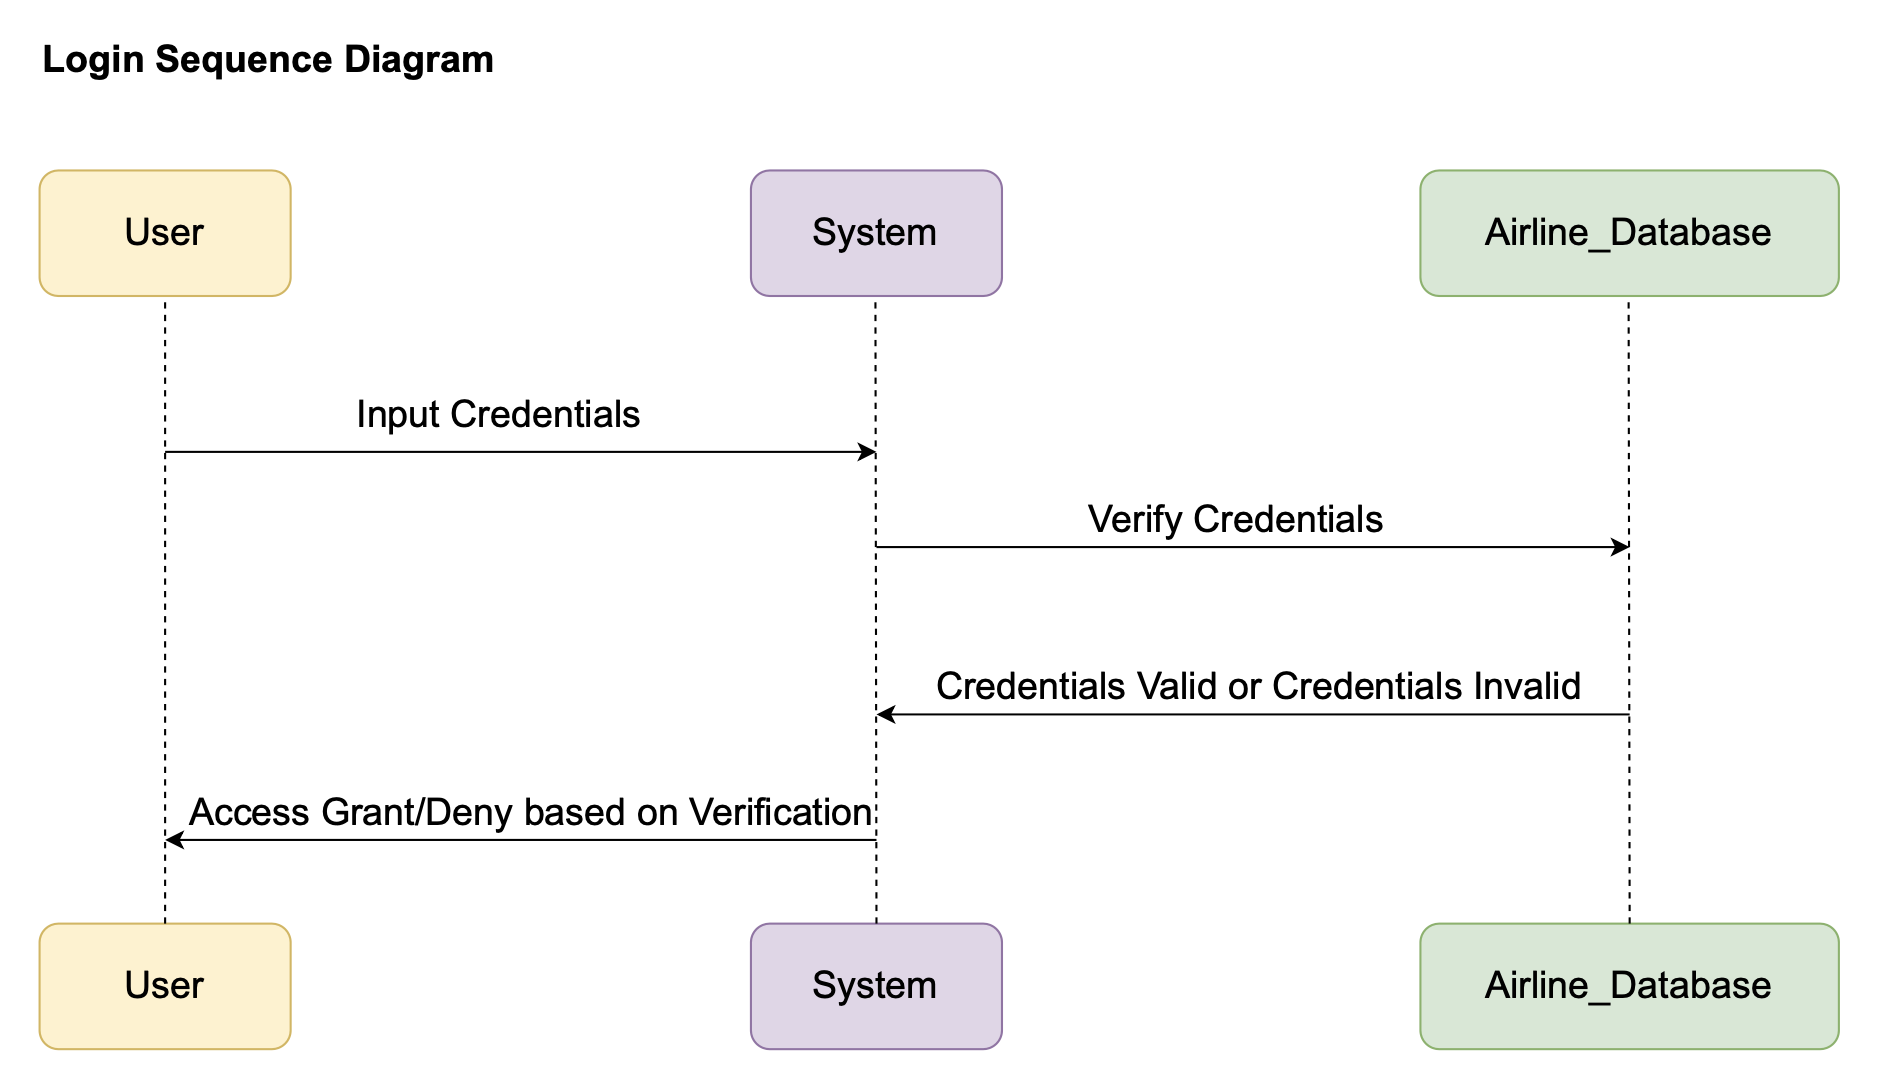 Login Sequence Diagram
User
System
Airline_Database
Input Credentials
Verify Credentials
Credentials Valid or Credentials Invalid
Access Grant/Deny based on Verification
User
System
Airline_Database